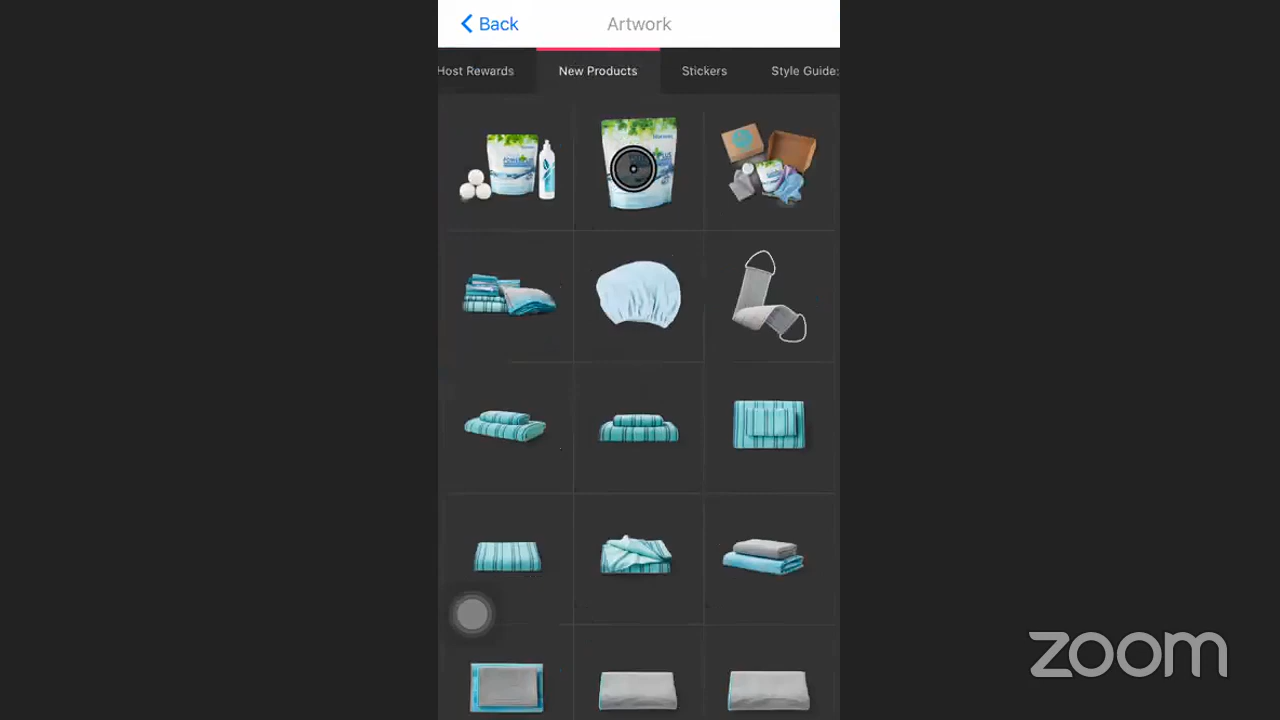 Back
Artwork
Host Rewards
New Products
Stickers
Style Guide:
zoom